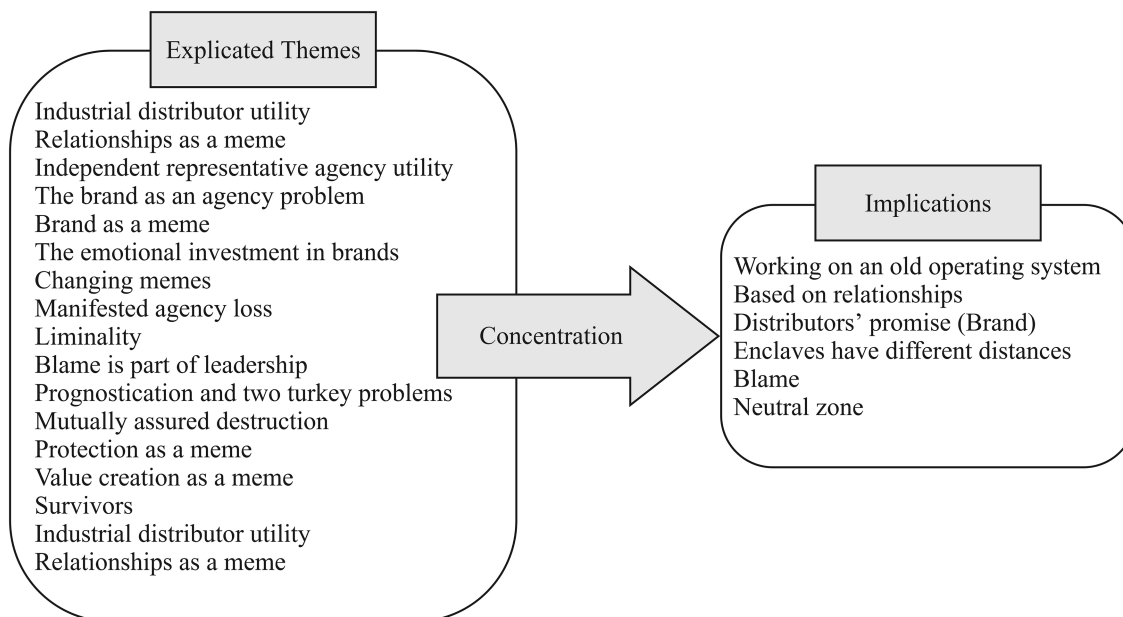 Explicated Themes
Industrial distributor utility
Relationships as a meme
Independent representative agency utility
The brand as an agency problem
Brand as a meme
The emotional investment in brands
Changing memes
Manifested agency loss
Liminality
Blame is part of leadership
Prognostication and two turkey problems
Mutually assured destruction
Protection as a meme
Value creation as a meme
Survivors
Industrial distributor utility
Relationships as a meme
Concentration
Implications
Working on an old operating system
Based on relationships
Distributors’ promise (Brand)
Enclaves have different distances
Blame
Neutral zone